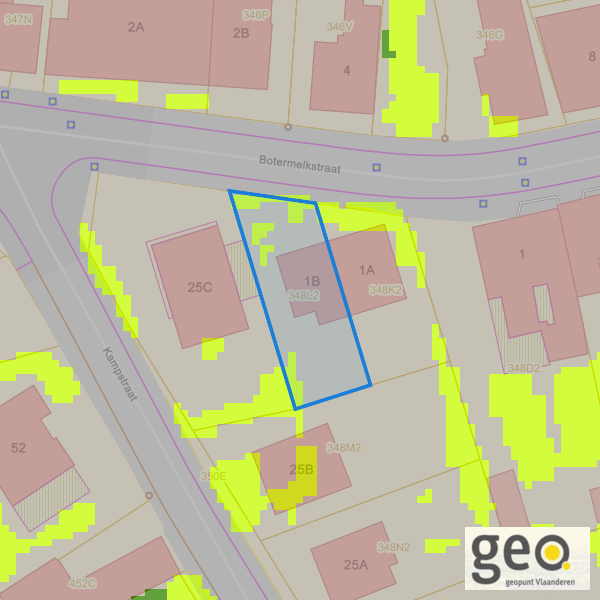 347N
2A
346P
2B
346V
4
346G
8
Botermelkstraat
25C
1B
348L2
1A
348K2
1
348D2
Kampstraat
52
348M2
25B
350E
348N2
25A
452C
geo
geopunt Vlaanderen